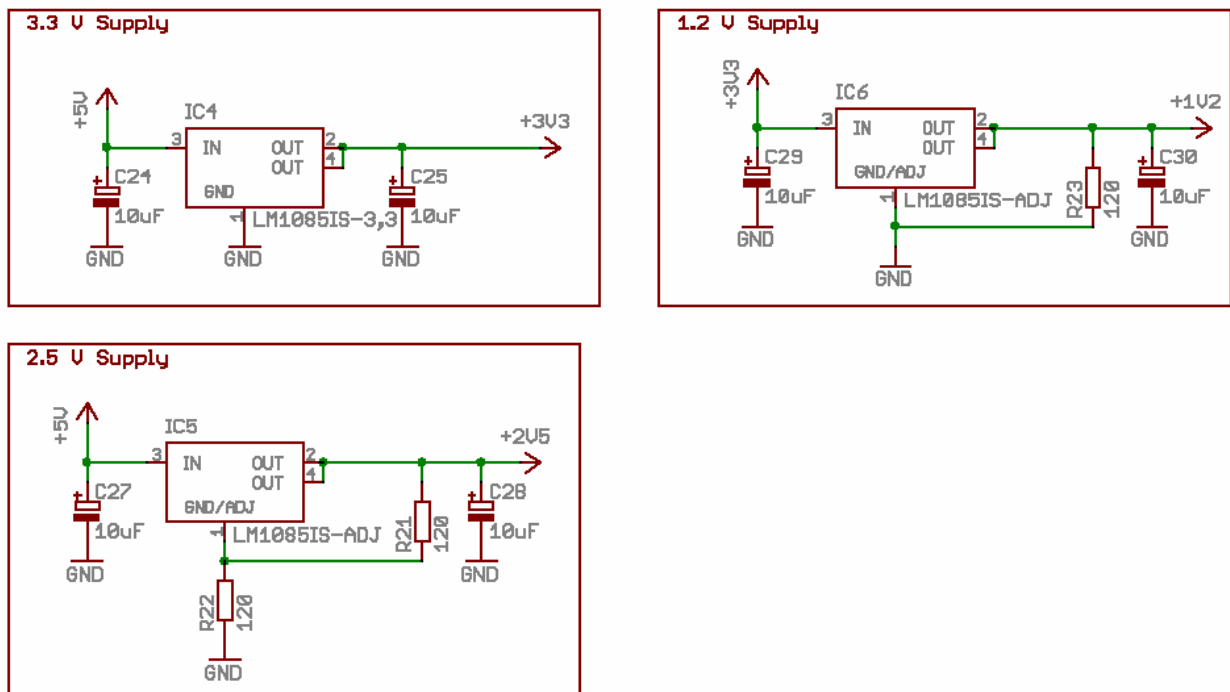 3.3 V Supply
+5V
IC4
3
IN
OUT
2
OUT
4
GND
1
LM1085IS-3,3
+3V3
C24
10uF
GND
GND
C25
10uF
GND
1.2 V Supply
+3V3
IC6
3
IN
OUT
2
OUT
4
GND/ADJ
1
LM1085IS-ADJ
+1V2
C29
10uF
GND
GND
R23
120
C30
10uF
GND
2.5 V Supply
+5V
IC5
3
IN
OUT
2
OUT
4
GND/ADJ
1
LM1085IS-ADJ
+2V5
C27
10uF
GND
R21
120
C28
10uF
GND
R22
120
GND